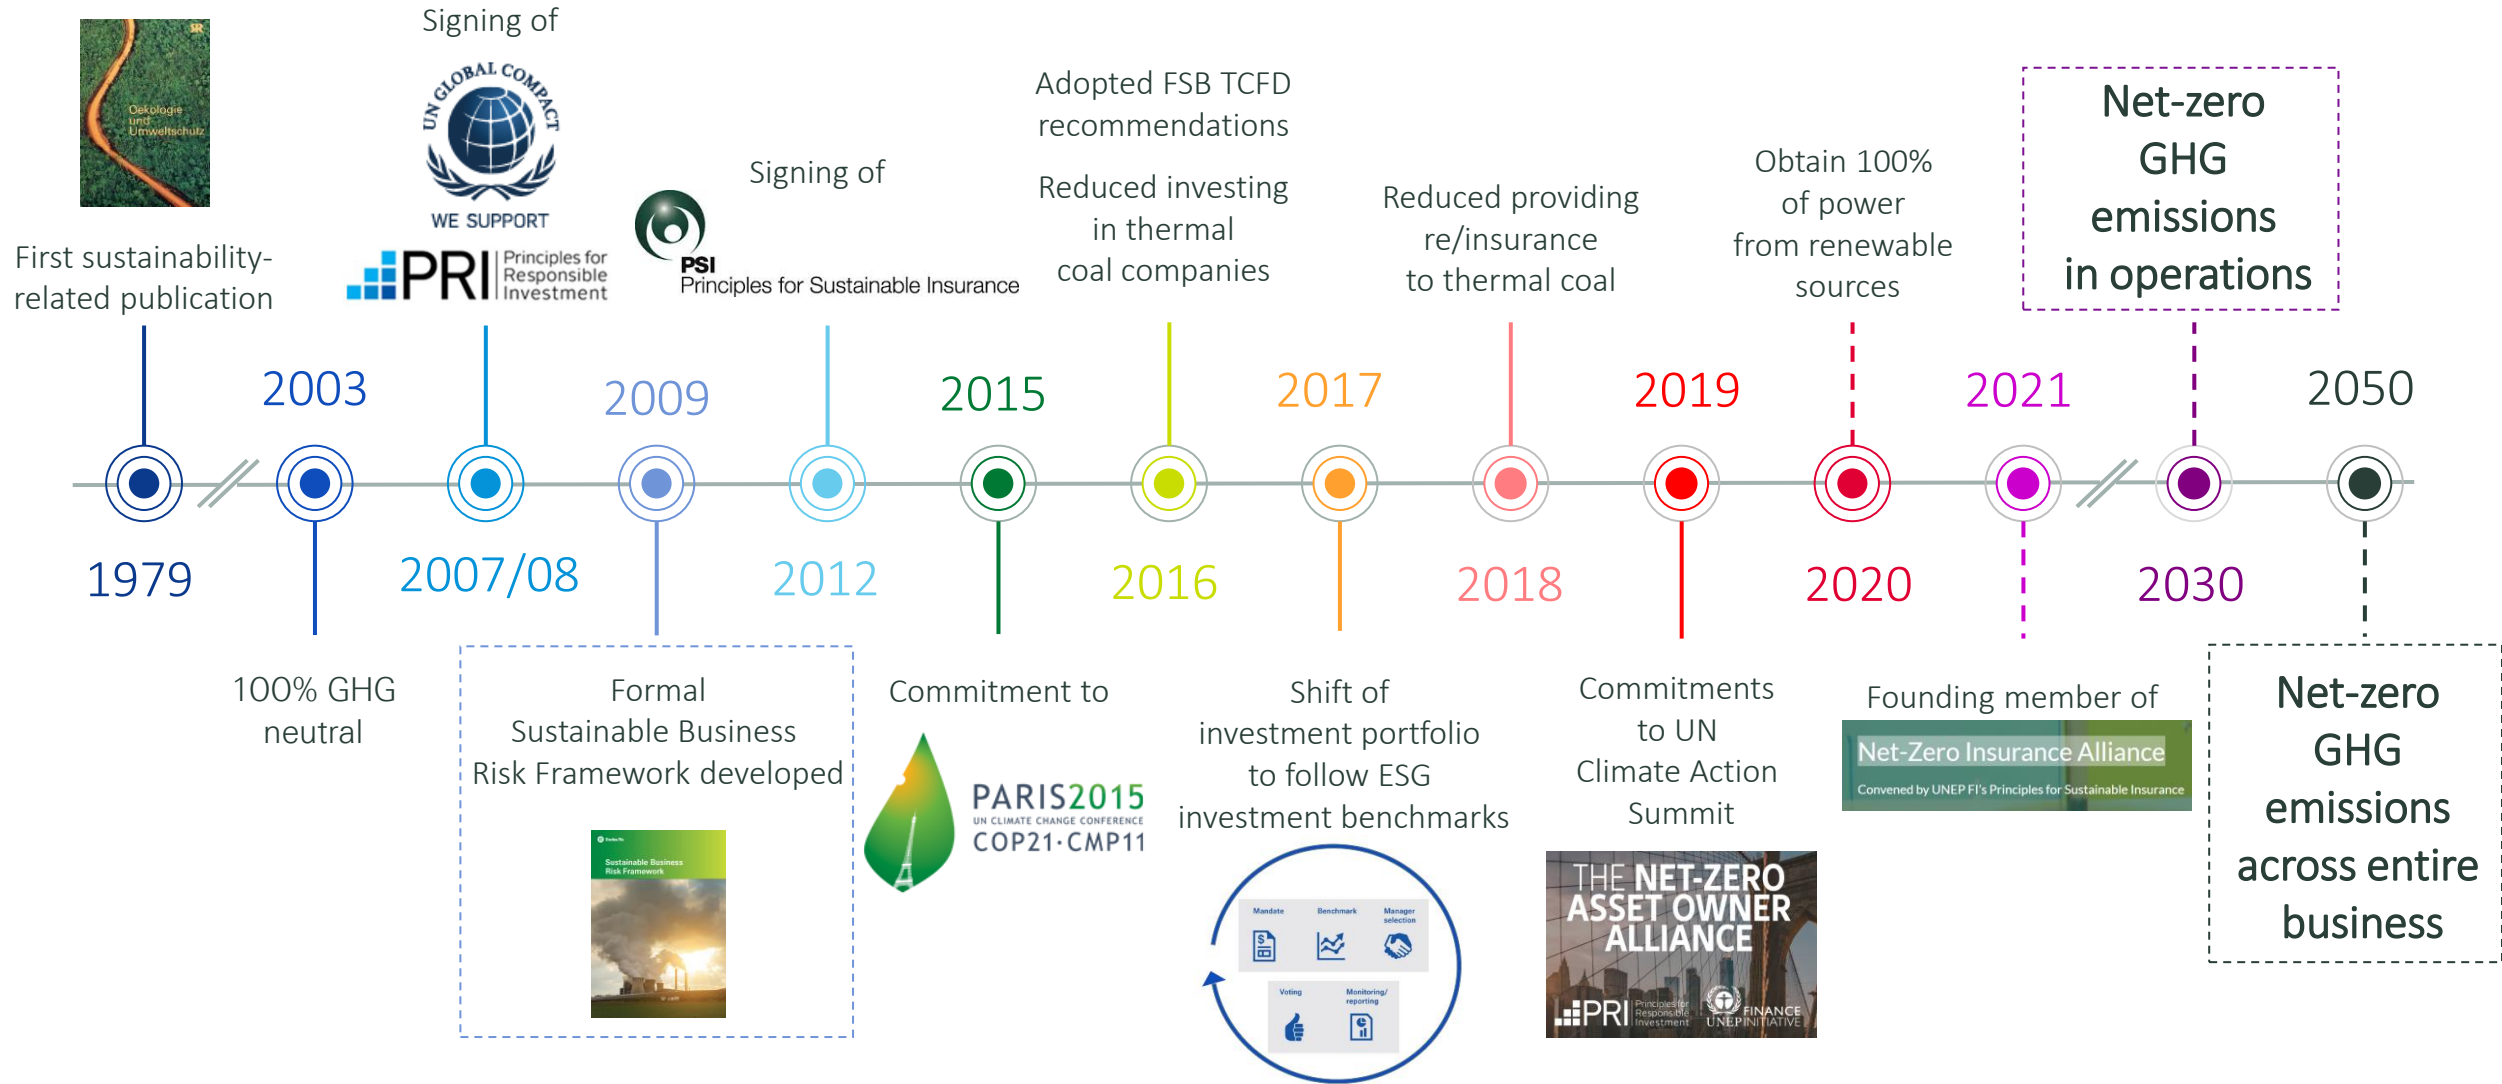 SR
Oekologie
und
Umweltschutz
First sustainability-
related publication
1979
2003
100% GHG
neutral
Signing of
UN GLOBAL COMPACT
WE SUPPORT
PRI
Principles for
Responsible
Investment
2007/08
2009
Formal
Sustainable Business
Risk Framework developed
Swiss Re
Sustainable Business
Risk Framework
Signing of
PSI
Principles for Sustainable Insurance
2012
2015
Commitment to
PARIS2015
UN CLIMATE CHANGE CONFERENCE
COP21·CMP11
Adopted FSB TCFD
recommendations
Reduced investing
in thermal
coal companies
2016
2017
Shift of
investment portfolio
to follow ESG
investment benchmarks
Mandate
Benchmark
Manager
selection
$
Voting
Monitoring/
reporting
Reduced providing
re/insurance
to thermal coal
2018
2019
Commitments
to UN
Climate Action
Summit
THE NET-ZERO
ASSET OWNER
ALLIANCE
PRI
Principles for
Responsible
Investment
UNEP
FINANCE
INITIATIVE
Obtain 100%
of power
from renewable
sources
2020
2021
Founding member of
Net-Zero Insurance Alliance
Convened by UNEP FI's Principles for Sustainable Insurance
Net-zero
GHG
emissions
in operations
2030
2050
Net-zero
GHG
emissions
across entire
business